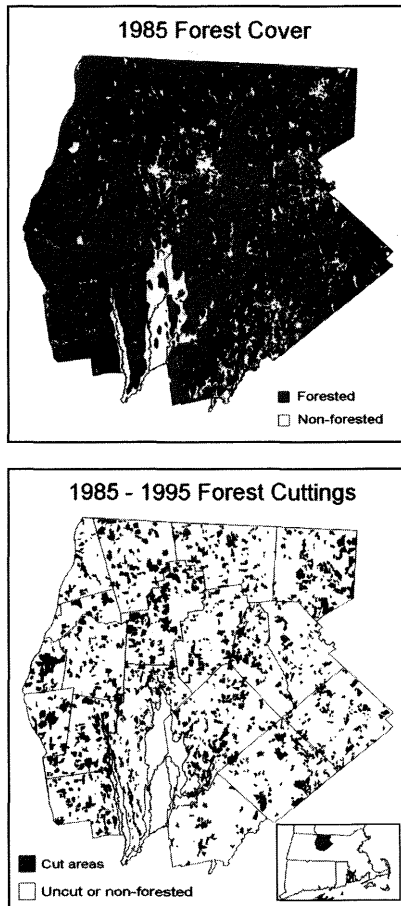 1985 Forest Cover
Forested
Non-forested
1985 - 1995 Forest Cuttings
Cut areas
Uncut or non-forested